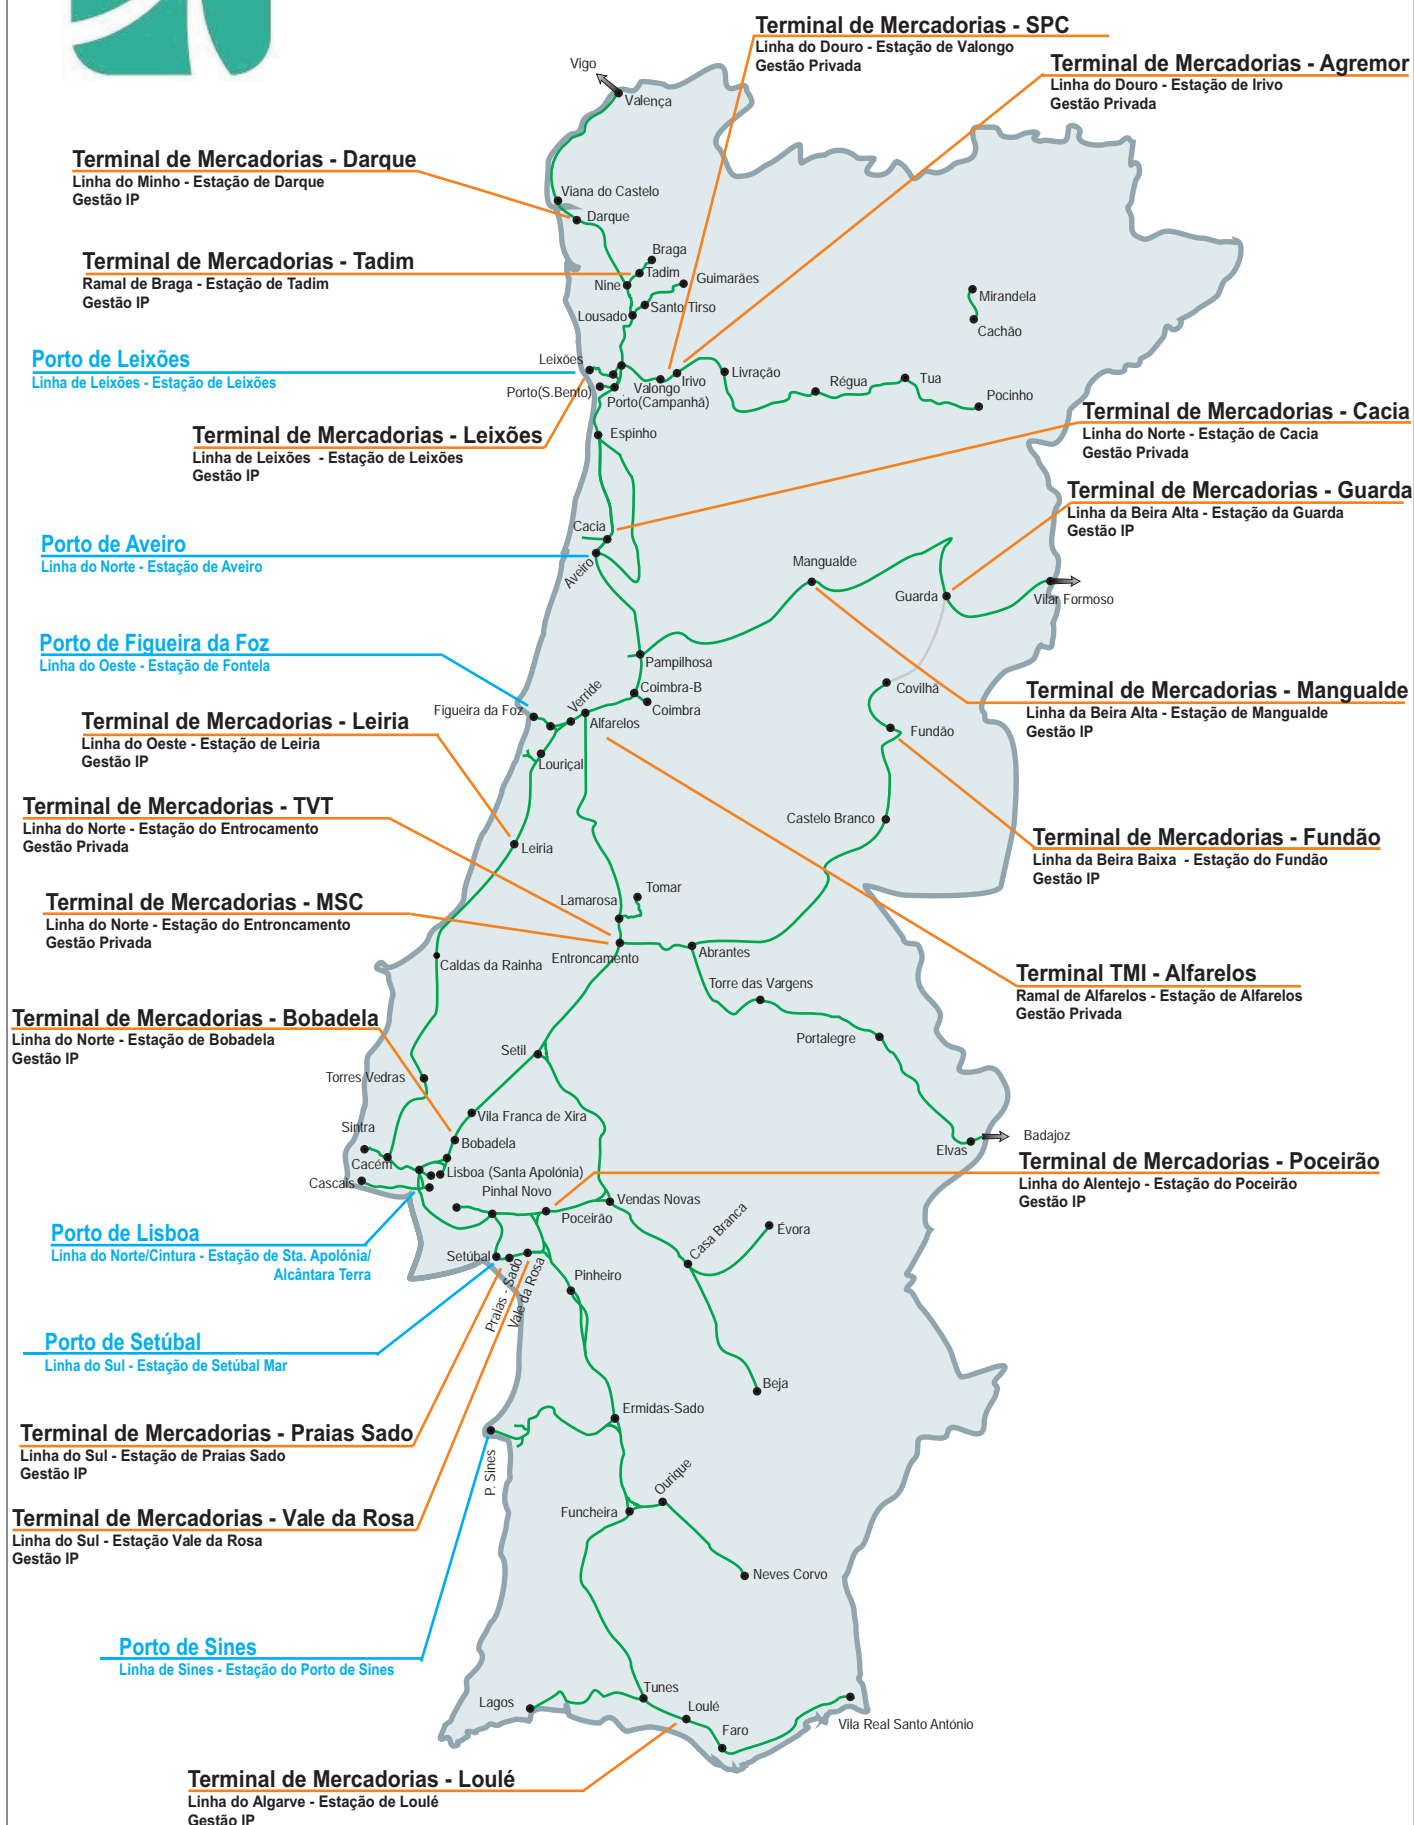 Terminal de Mercadorias - SPC
Linha do Douro - Estação de Valongo
Gestão Privada
Terminal de Mercadorias - Agremor
Linha do Douro - Estação de Irivo
Gestão Privada
Vigo
Valença
Terminal de Mercadorias - Darque
Linha do Minho - Estação de Darque
Gestão IP
Viana do Castelo
Darque
Terminal de Mercadorias - Tadim
Ramal de Braga - Estação de Tadim
Gestão IP
Braga
Tadim
Guimarães
Nine
Santo Tirso
Lousado
Mirandela
Cachão
Porto de Leixões
Linha de Leixões - Estação de Leixões
Leixões
Porto(S.Bento)
Valongo
Irivo
Porto(Campanhã)
Livração
Régua
Tua
Pocinho
Terminal de Mercadorias - Leixões
Linha de Leixões - Estação de Leixões
Gestão IP
Espinho
Terminal de Mercadorias - Cacia
Linha do Norte - Estação de Cacia
Gestão Privada
Terminal de Mercadorias - Guarda
Linha da Beira Alta - Estação da Guarda
Gestão IP
Cacia
Aveiro
Porto de Aveiro
Linha do Norte - Estação de Aveiro
Mangualde
Guarda
Vilar Formoso
Porto de Figueira da Foz
Linha do Oeste - Estação de Fontela
Pampilhosa
Coimbra-B
Coimbra
Verride
Figueira da Foz
Alfarelos
Covilhã
Fundão
Terminal de Mercadorias - Mangualde
Linha da Beira Alta - Estação de Mangualde
Gestão IP
Terminal de Mercadorias - Leiria
Linha do Oeste - Estação de Leiria
Gestão IP
Louriçal
Terminal de Mercadorias - TVT
Linha do Norte - Estação do Entrocamento
Gestão Privada
Leiria
Castelo Branco
Terminal de Mercadorias - Fundão
Linha da Beira Baixa - Estação do Fundão
Gestão IP
Terminal de Mercadorias - MSC
Linha do Norte - Estação do Entroncamento
Gestão Privada
Tomar
Lamarosa
Entroncamento
Abrantes
Caldas da Rainha
Torre das Vargens
Portalegre
Terminal TMI - Alfarelos
Ramal de Alfarelos - Estação de Alfarelos
Gestão Privada
Terminal de Mercadorias - Bobadela
Linha do Norte - Estação de Bobadela
Gestão IP
Setil
Torres Vedras
Vila Franca de Xira
Sintra
Bobadela
Cacém
Cascais
Lisboa (Santa Apolónia)
Pinhal Novo
Elvas
Badajoz
Terminal de Mercadorias - Poceirão
Linha do Alentejo - Estação do Poceirão
Gestão IP
Poceirão
Vendas Novas
Casa Branca
Évora
Porto de Lisboa
Linha do Norte/Cintura - Estação de Sta. Apolónia/
Alcântara Terra
Setúbal
Praias - Sado
Vale da Rosa
Pinheiro
Porto de Setúbal
Linha do Sul - Estação de Setúbal Mar
Beja
Ermidas-Sado
Terminal de Mercadorias - Praias Sado
Linha do Sul - Estação de Praias Sado
Gestão IP
P. Sines
Ourique
Funcheira
Terminal de Mercadorias - Vale da Rosa
Linha do Sul - Estação Vale da Rosa
Gestão IP
Neves Corvo
Porto de Sines
Linha de Sines - Estação do Porto de Sines
Lagos
Tunes
Loulé
Faro
Vila Real Santo António
Terminal de Mercadorias - Loulé
Linha do Algarve - Estação de Loulé
Gestão IP